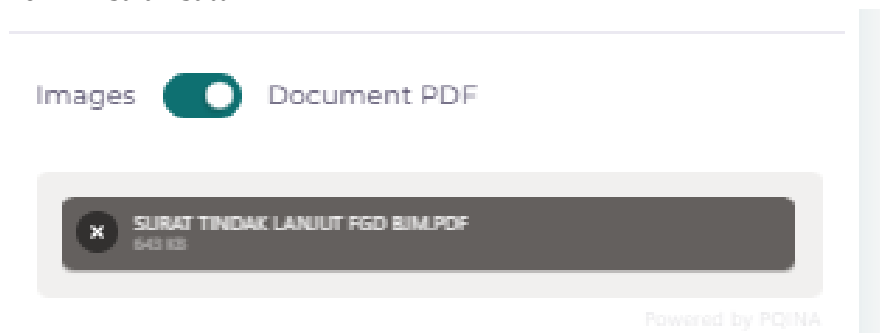 Images Document PDF
SURAT TINDAK LANJUT FGD BJM.PDF
643 KB
Powered by PQINA